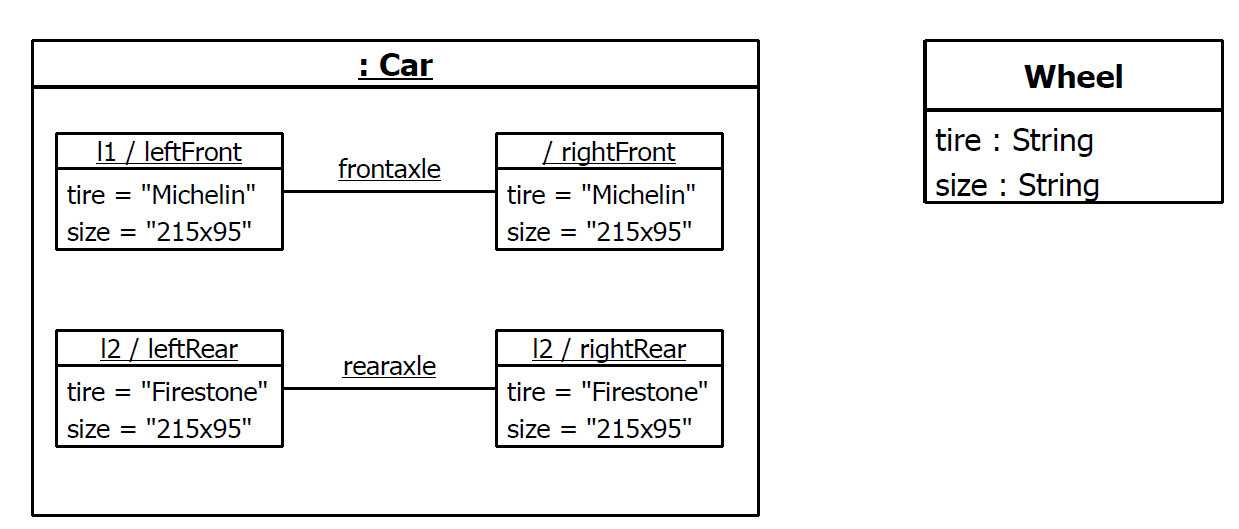 : Car
Wheel
tire : String
size : String
l1 / leftFront
frontaxle
/ rightFront
tire = "Michelin"
size = "215x95"
tire = "Michelin"
size = "215x95"
l2 / leftRear
rearaxle
l2 / rightRear
tire = "Firestone"
size = "215x95"
tire = "Firestone"
size = "215x95"